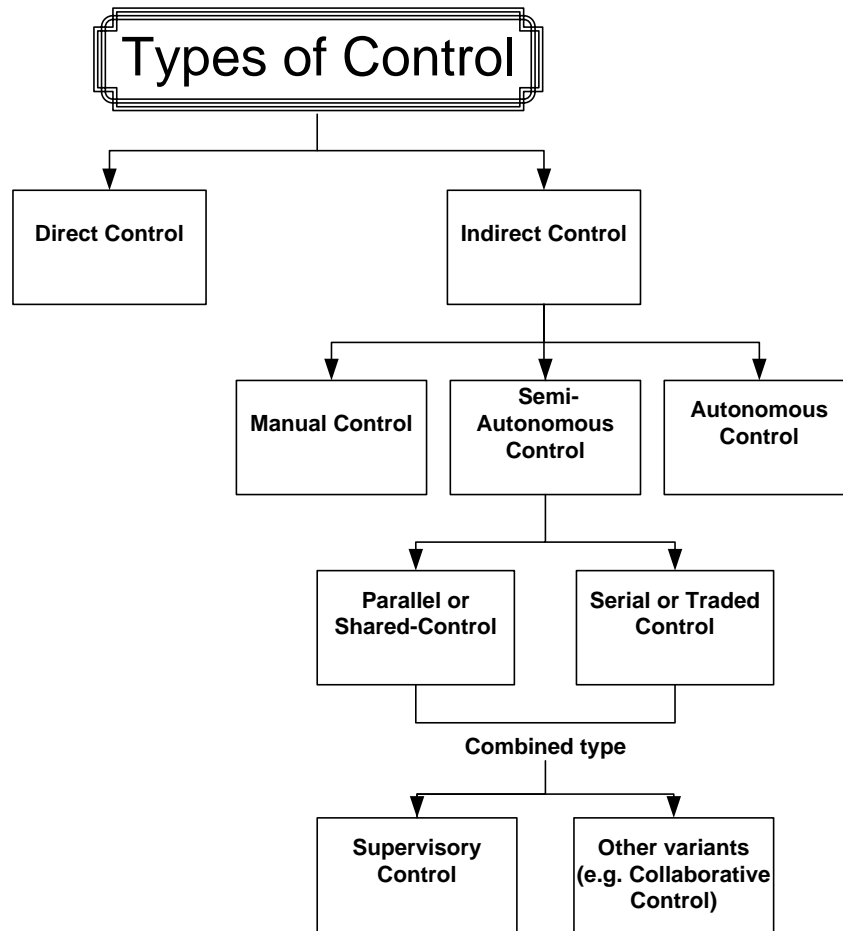 Types of Control
Direct Control
Indirect Control
Manual Control
Semi-
Autonomous
Control
Autonomous
Control
Parallel or
Shared-Control
Serial or Traded
Control
Combined type
Supervisory
Control
Other variants
(e.g. Collaborative
Control)